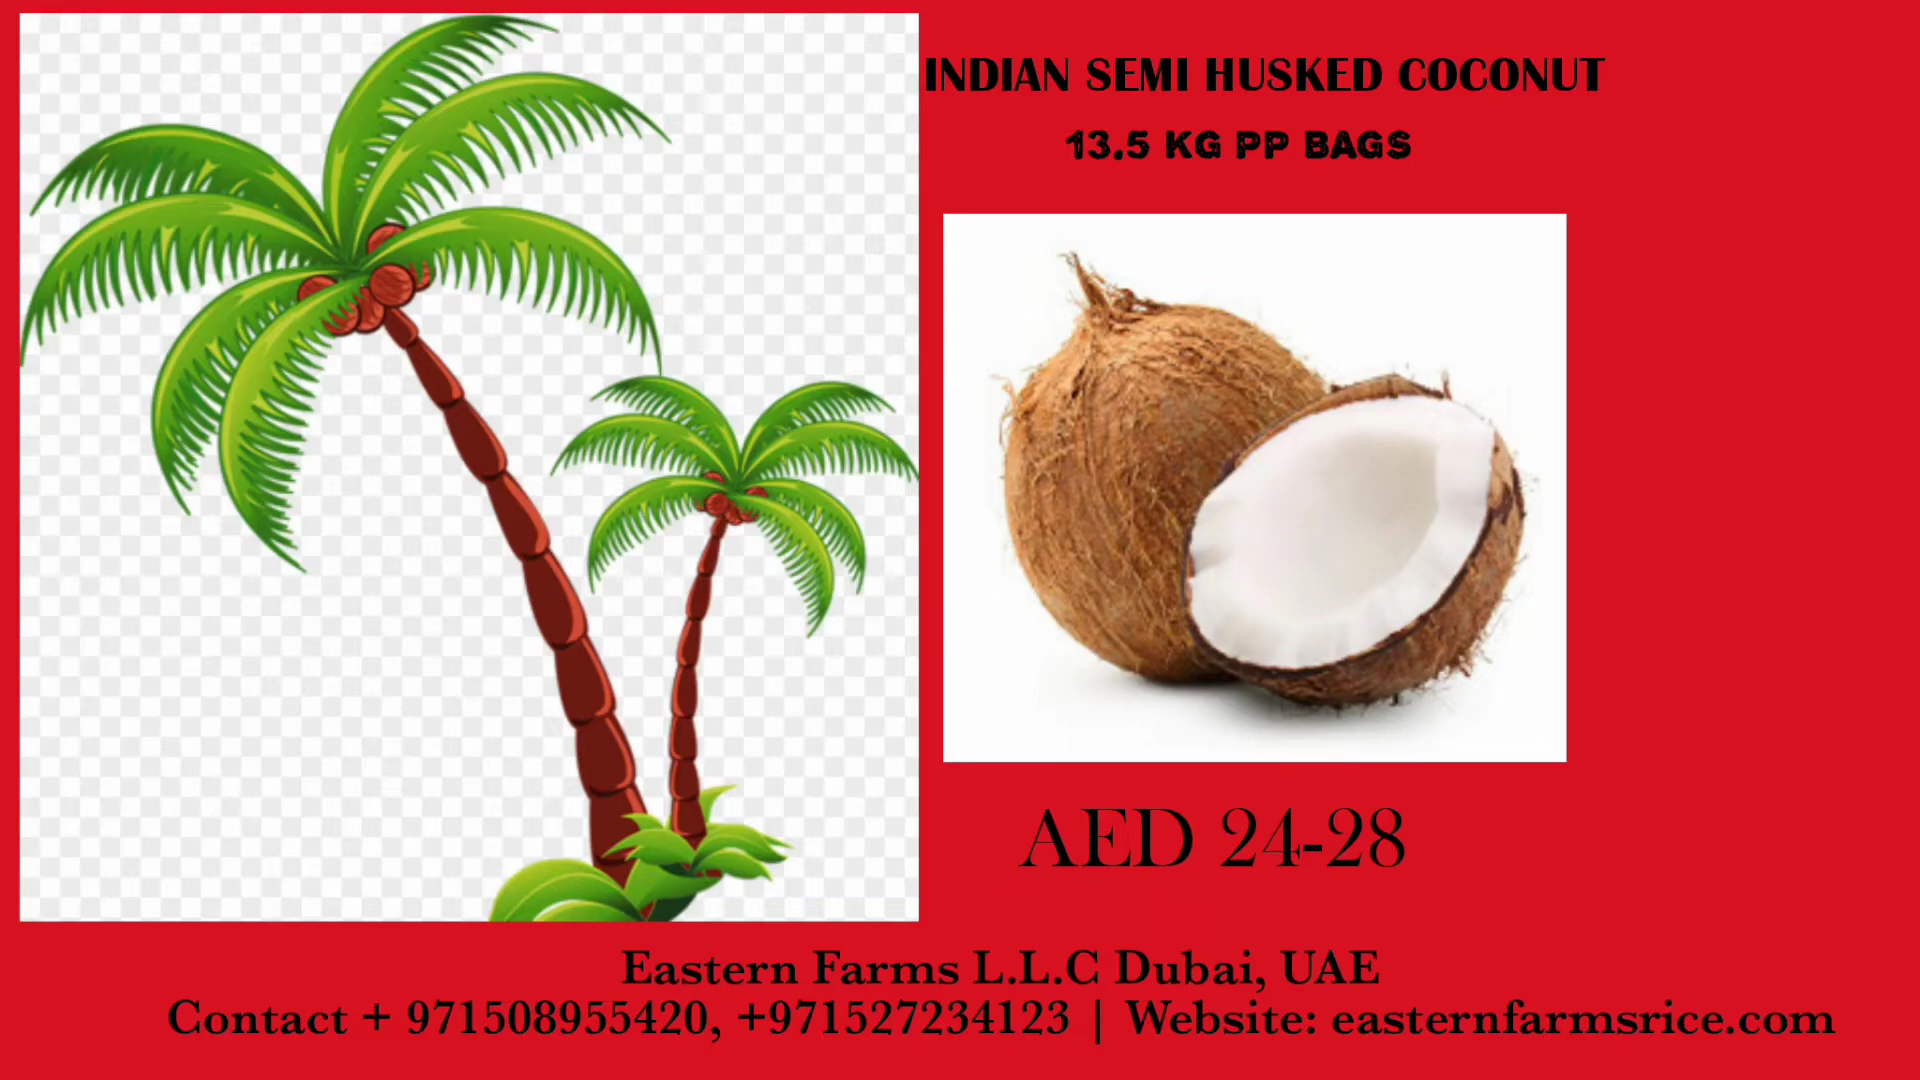 INDIAN SEMI HUSKED COCONUT
13.5 KG PP BAGS
AED 24-28
Eastern Farms L.L.C Dubai, UAE
Contact + 971508955420, +971527234123 | Website: easternfarmsrice.com